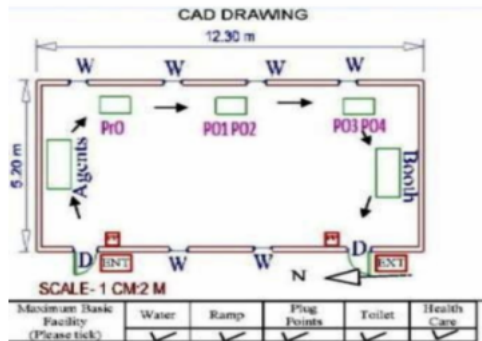 CAD DRAWING
12.30 m
W W W W
PrO PO1 PO2 PO3 PO4
5.20 m
Agents
Booth
D ENT W W D EXT
N
SCALE- 1 CM:2 M
Maximum Basic Facility (Please tick) Water Ramp Plug Points Toilet Health Care